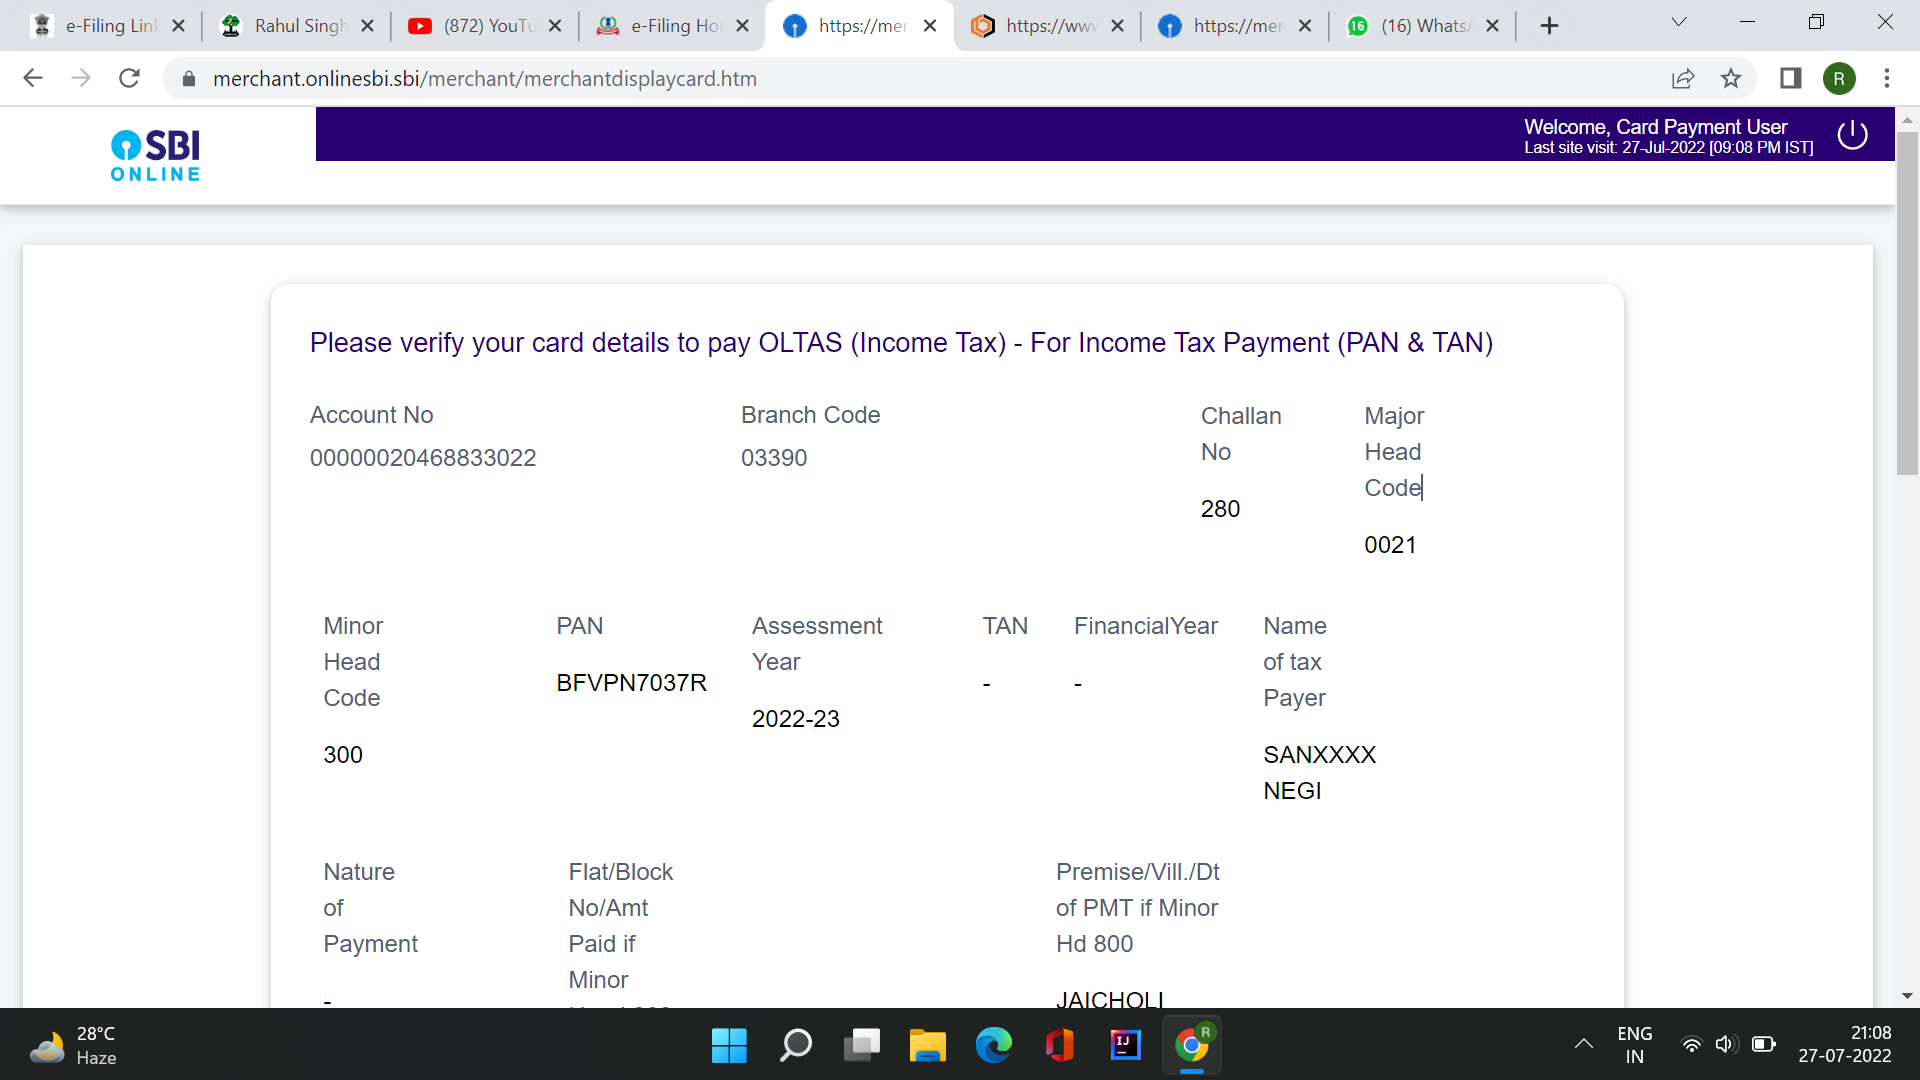 e-Filing Lin
Rahul Singh
(872) YouTu
e-Filing Ho
https://mer
https://www
https://mer
(16) WhatsA
merchant.onlinesbi.sbi/merchant/merchantdisplaycard.htm
R
SBI
ONLINE
Welcome, Card Payment User
Last site visit: 27-Jul-2022 [09:08 PM IST]
Please verify your card details to pay OLTAS (Income Tax) - For Income Tax Payment (PAN & TAN)
Account No
00000020468833022
Branch Code
03390
Challan
No
280
Major
Head
Code
0021
Minor
Head
Code
300
PAN
BFVPN7037R
Assessment
Year
2022-23
TAN
-
FinancialYear
-
Name
of tax
Payer
SANXXXX
NEGI
Nature
of
Payment
-
Flat/Block
No/Amt
Paid if
Minor
Premise/Vill./Dt
of PMT if Minor
Hd 800
JAICHOLI
28°C
Haze
IJ
R
ENG
IN
21:08
27-07-2022